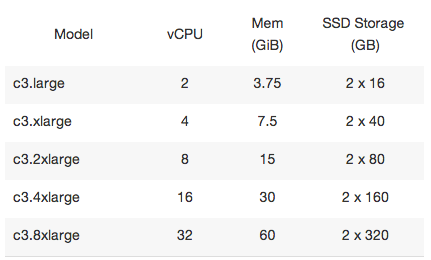 Model vCPU Mem (GiB) SSD Storage (GB)
c3.large 2 3.75 2 x 16
c3.xlarge 4 7.5 2 x 40
c3.2xlarge 8 15 2 x 80
c3.4xlarge 16 30 2 x 160
c3.8xlarge 32 60 2 x 320